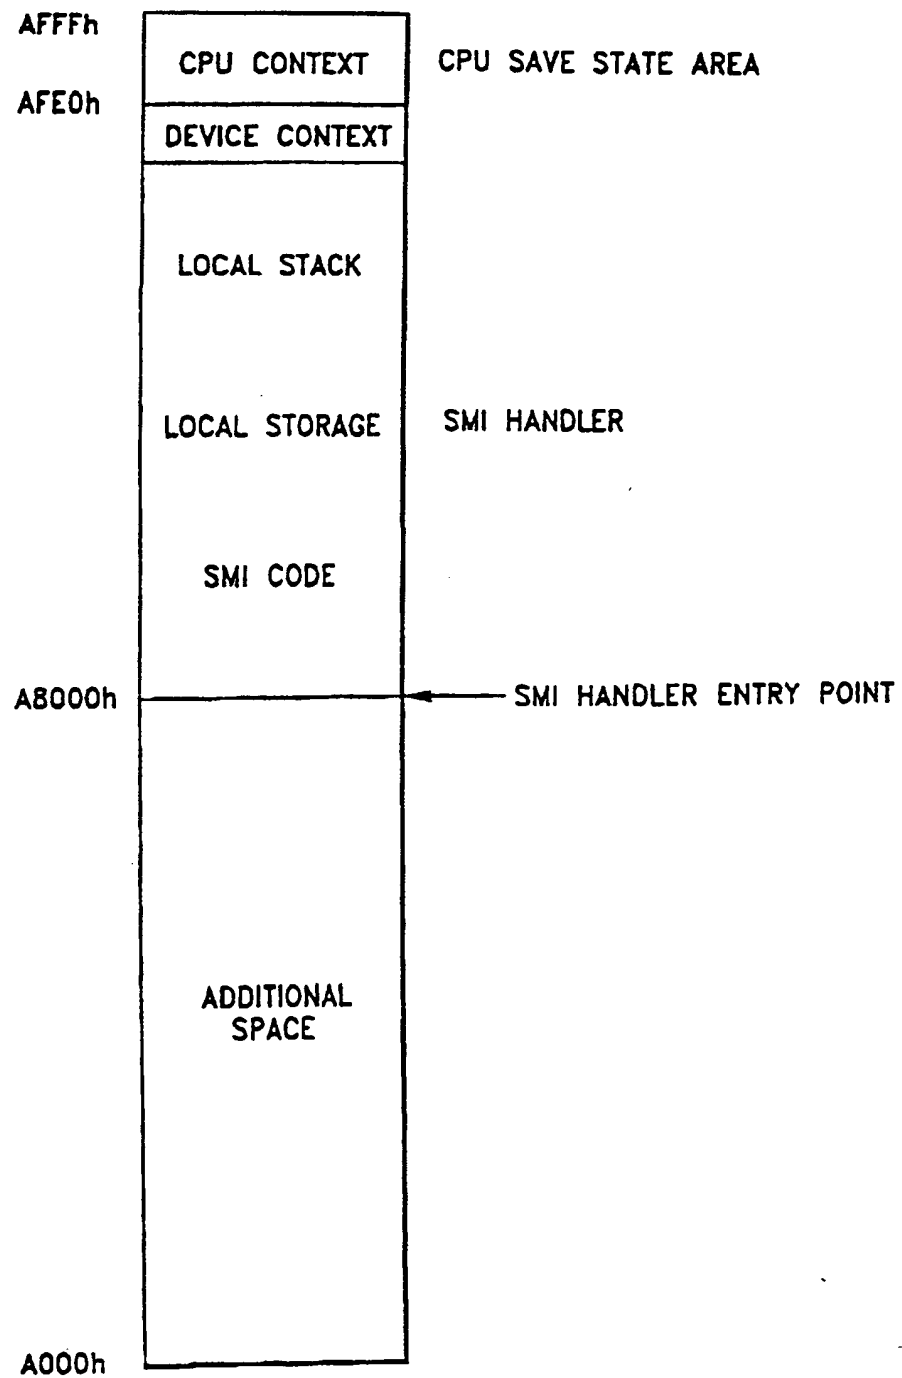 AFFFh
CPU CONTEXT
CPU SAVE STATE AREA
AFE0h
DEVICE CONTEXT
LOCAL STACK
LOCAL STORAGE
SMI HANDLER
SMI CODE
A8000h
SMI HANDLER ENTRY POINT
ADDITIONAL
SPACE
A000h